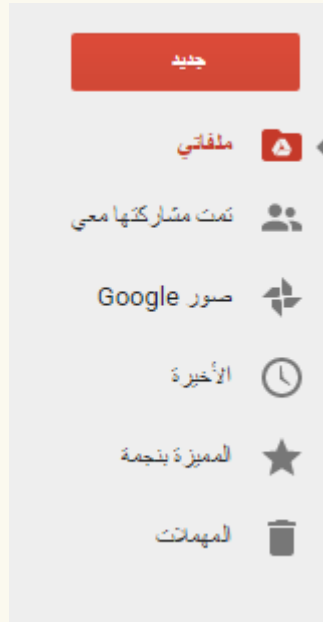 جديد
ملفاتي
تمت مشاركتها معي
صور Google
الأخيرة
المميزة بنجمة
المهملات